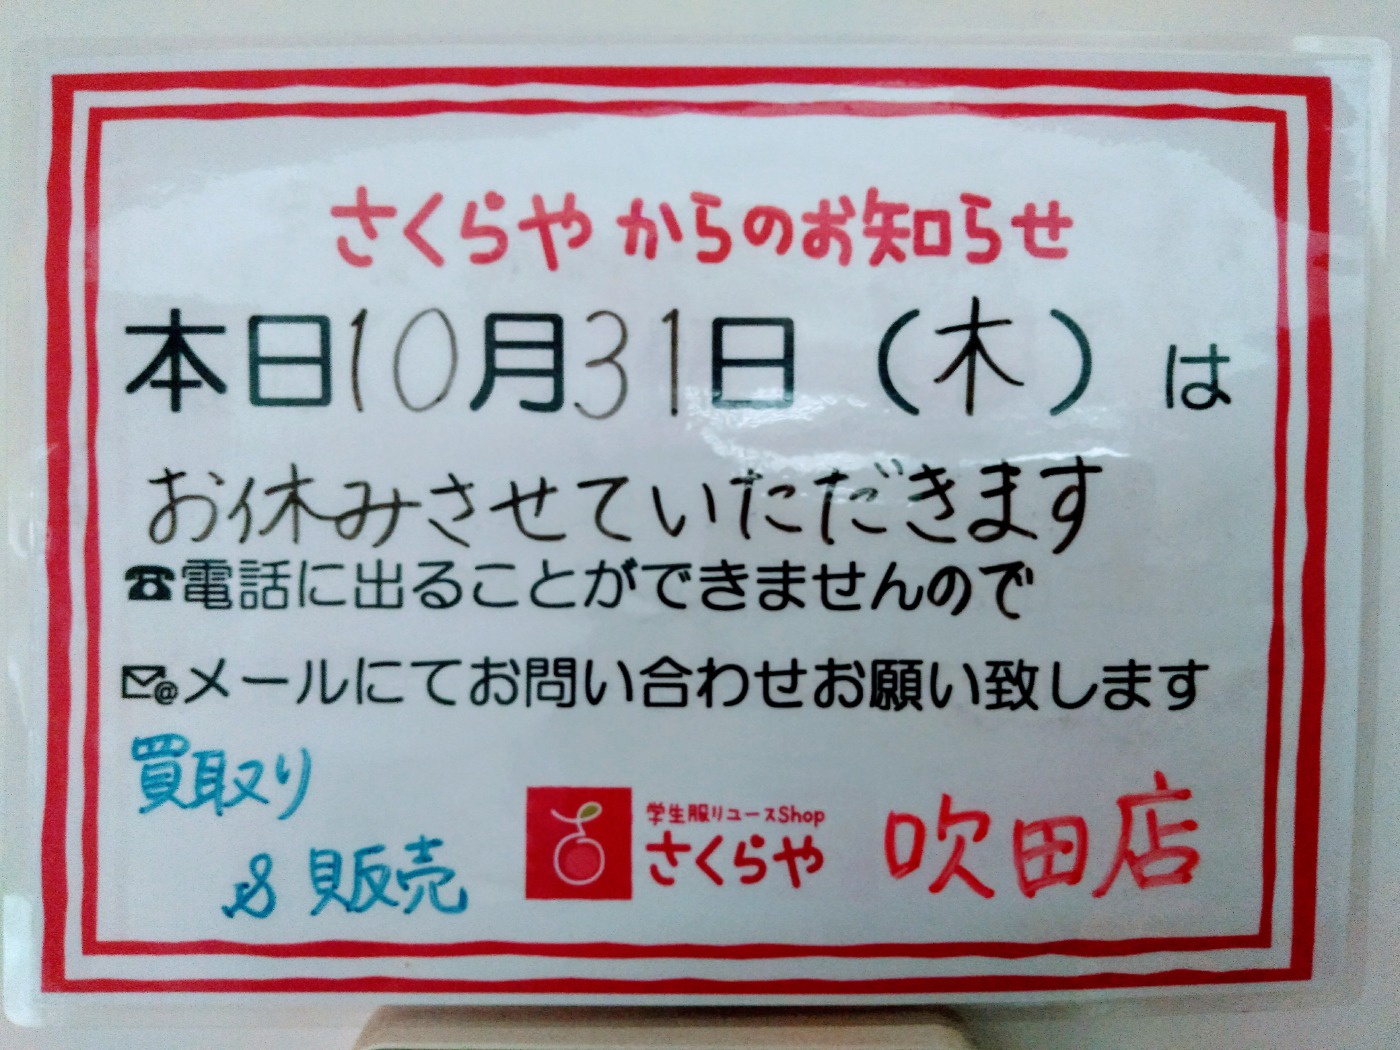 さくらやからのお知らせ
本日10月31日（木）は
お休みさせていただきます
☎電話に出ることができませんので
メールにてお問い合わせお願い致します
買取り
& 販売
学生服リユースShop
さくらや
吹田店